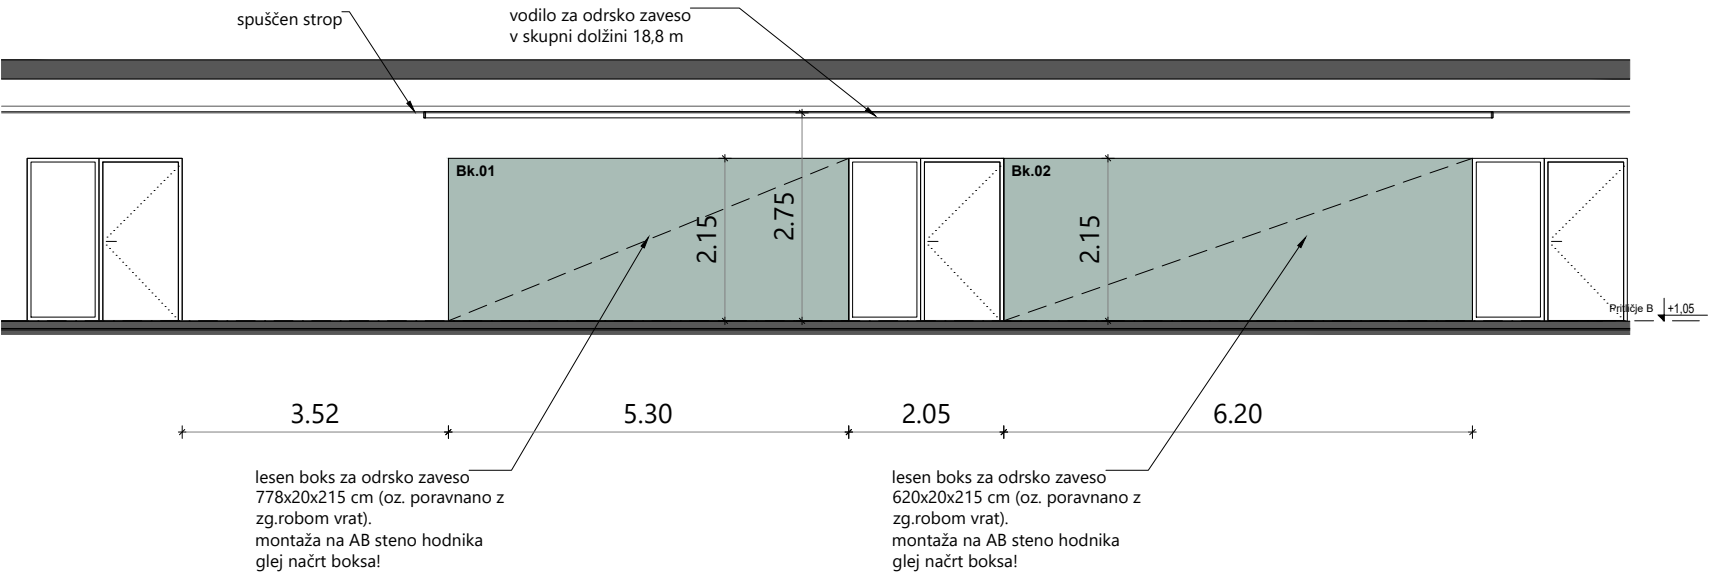 spuščen strop
vodilo za odrsko zaveso
v skupni dolžini 18,8 m
Bk.01
Bk.02
2.15
2.75
2.15
Pritličje B
+1,05
3.52
5.30
2.05
6.20
lesen boks za odrsko zaveso
778x20x215 cm (oz. poravnano z
zg.robom vrat).
montaža na AB steno hodnika
glej načrt boksa!
lesen boks za odrsko zaveso
620x20x215 cm (oz. poravnano z
zg.robom vrat).
montaža na AB steno hodnika
glej načrt boksa!